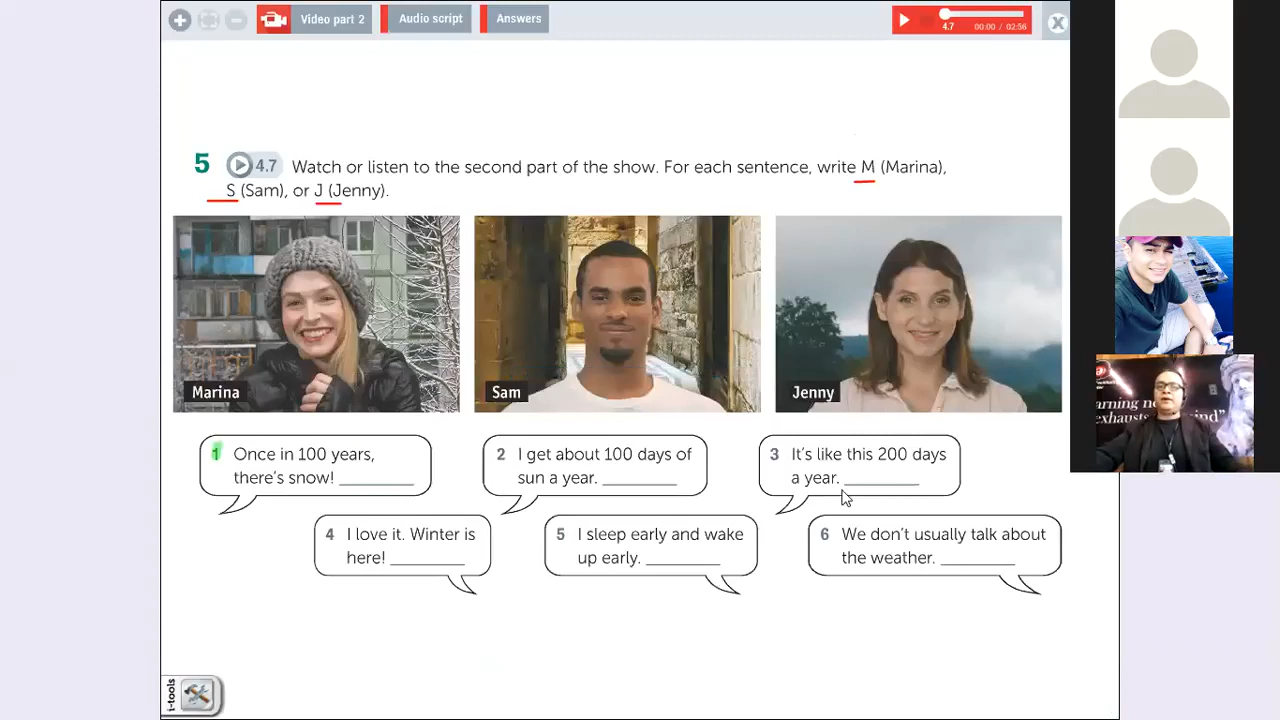 Video part 2
Audio script
Answers
4.7
00:00 / 02:56
X
5 4.7 Watch or listen to the second part of the show. For each sentence, write M (Marina),
S (Sam), or J (Jenny).
Marina
Sam
Jenny
1 Once in 100 years,
there's snow! ________
2 I get about 100 days of
sun a year. ________
3 It's like this 200 days
a year. ________
4 I love it. Winter is
here! ________
5 I sleep early and wake
up early. ________
6 We don't usually talk about
the weather. ________
i-tools